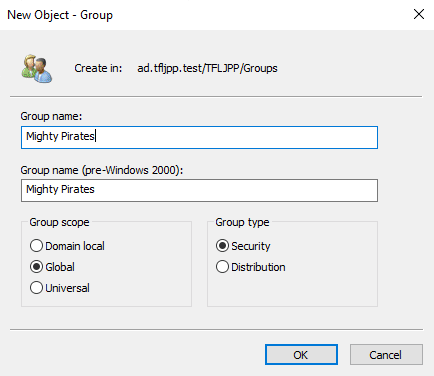 New Object - Group
Create in: ad.tfljpp.test/TFLJPP/Groups
Group name:
Mighty Pirates
Group name (pre-Windows 2000):
Mighty Pirates
Group scope
Domain local
Global
Universal
Group type
Security
Distribution
OK Cancel